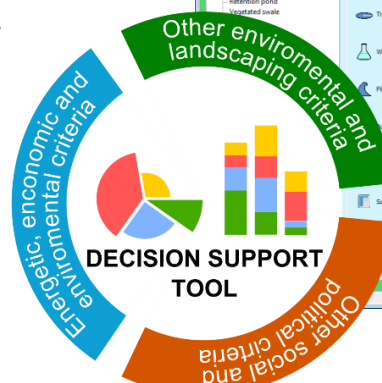 Retention pond
Vegetated swale
Other enviromental and
landscaping criteria
Energetic, enconomic and
enviromental criteria
DECISION SUPPORT
TOOL
Other social and
political cirteria